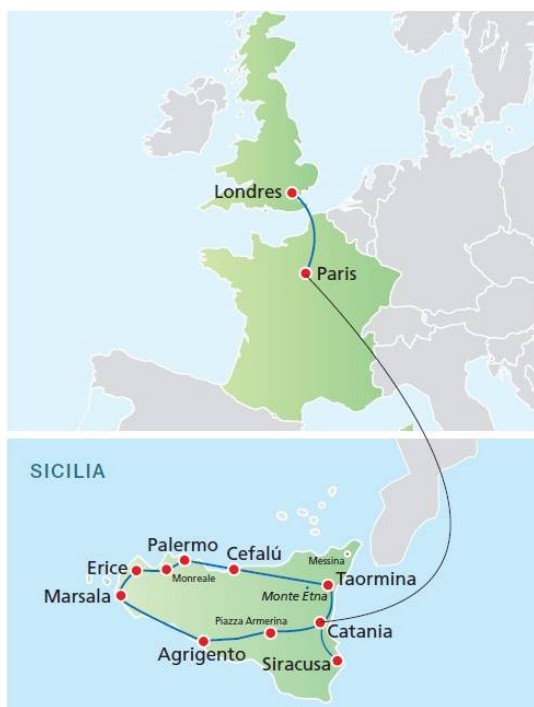 Londres
Paris
SICILIA
Palermo
Cefalú
Messina
Erice
Monreale
Taormina
Marsala
Monte Etna
Piazza Armerina
Catania
Agrigento
Siracusa